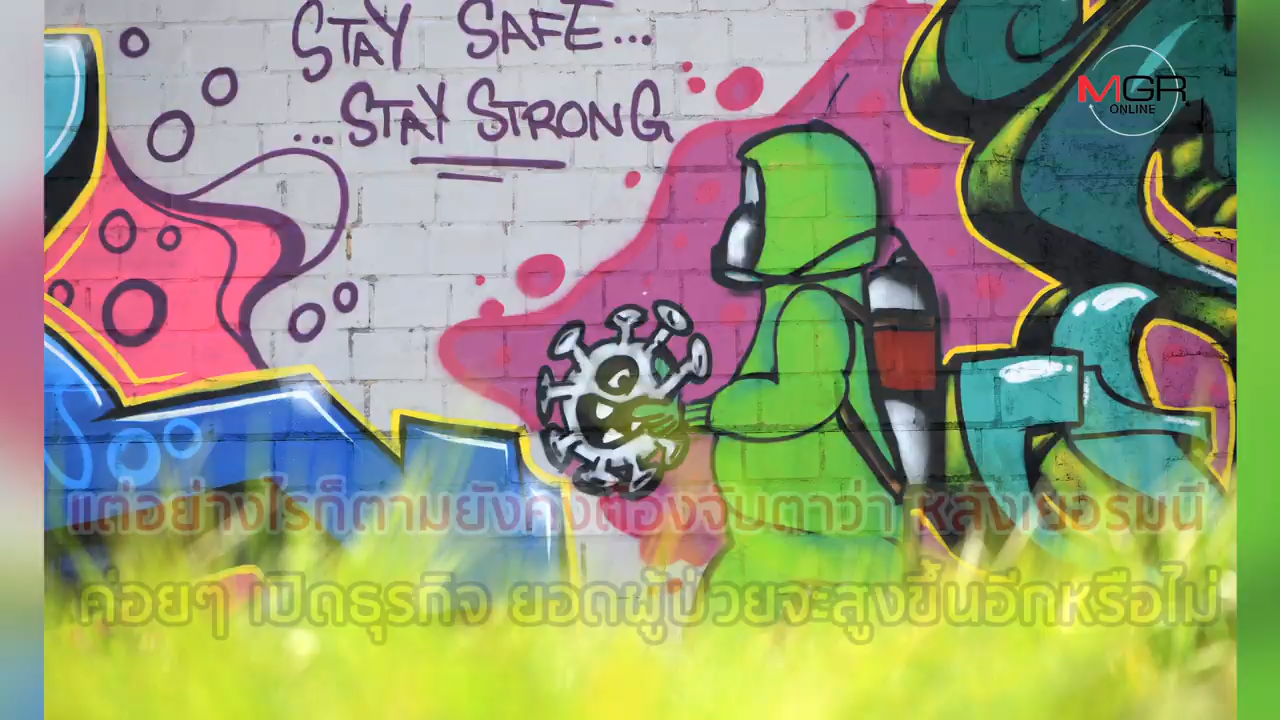 STAY SAFE...
...STAY STRONG
MGR
ONLINE
แต่อย่างไรก็ตามยังคงต้องจับตาว่า หลังเยอรมนี
ค่อยๆ เปิดธุรกิจ ยอดผู้ป่วยจะสูงขึ้นอีกหรือไม่